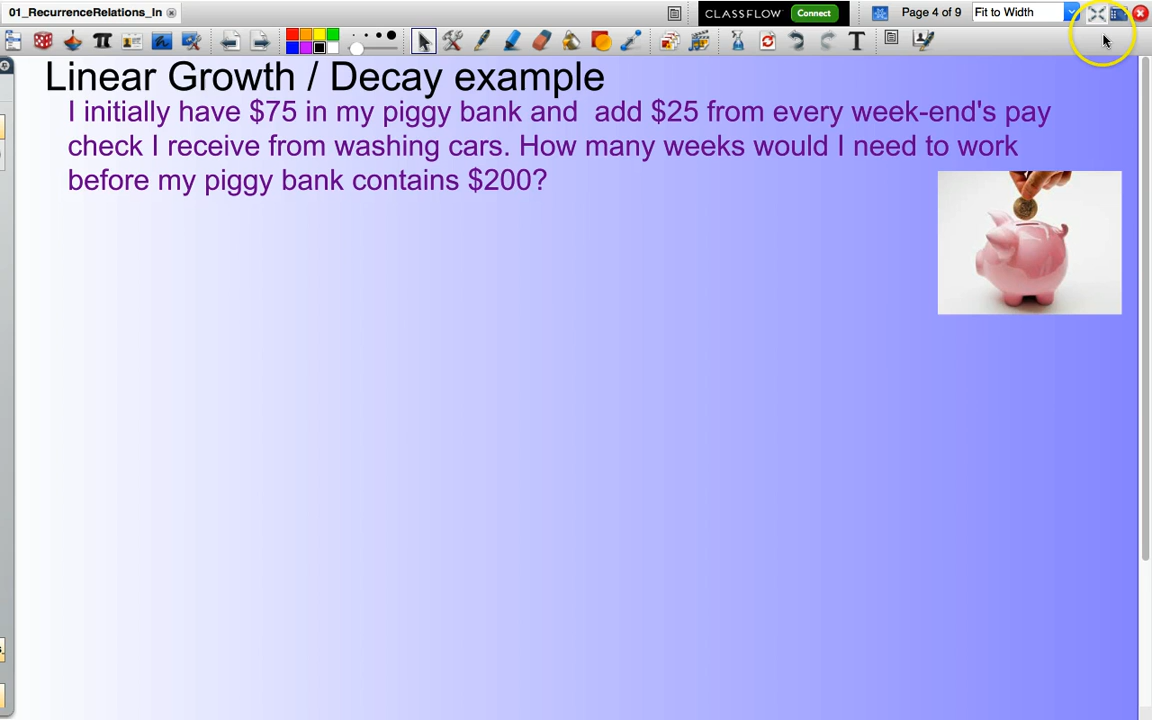 01_RecurrenceRelations_In
CLASSFLOW Connect
Page 4 of 9
Fit to Width
Linear Growth / Decay example
I initially have $75 in my piggy bank and  add $25 from every week-end's pay
check I receive from washing cars. How many weeks would I need to work
before my piggy bank contains $200?